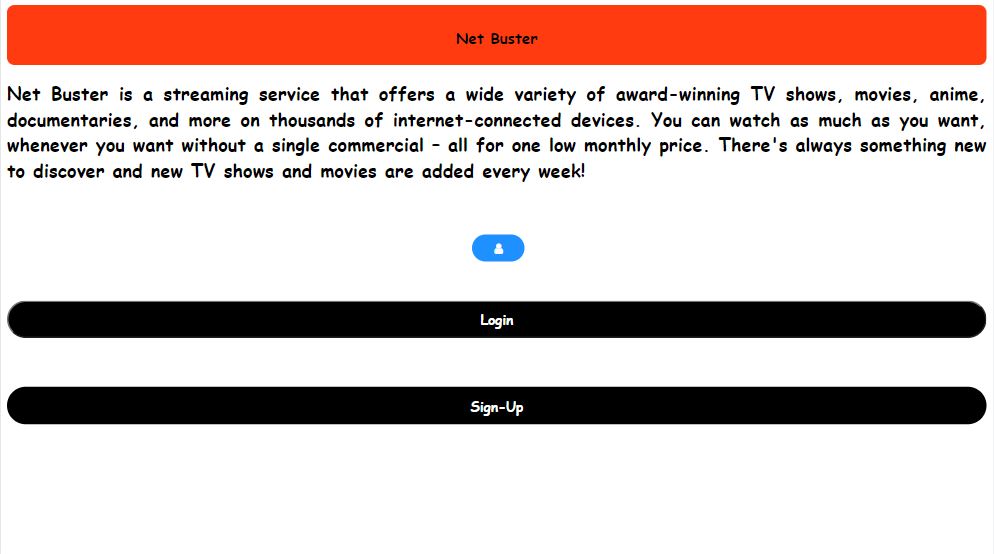 Net Buster
Net Buster is a streaming service that offers a wide variety of award-winning TV shows, movies, anime,
documentaries, and more on thousands of internet-connected devices. You can watch as much as you want,
whenever you want without a single commercial – all for one low monthly price. There's always something new
to discover and new TV shows and movies are added every week!
Login
Sign-Up